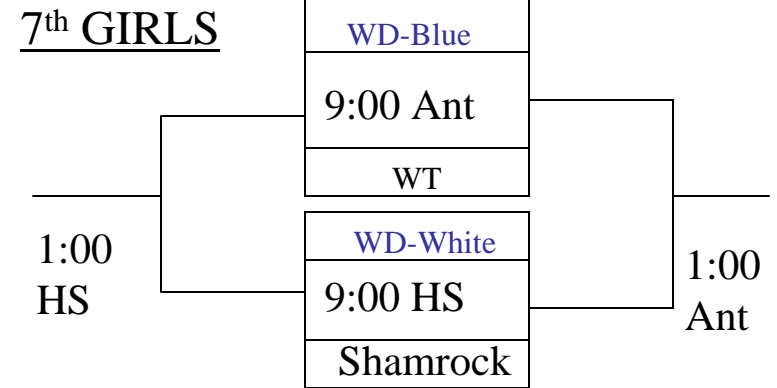 7th GIRLS
WD-Blue
9:00 Ant
WT
WD-White
9:00 HS
Shamrock
1:00
HS
1:00
Ant